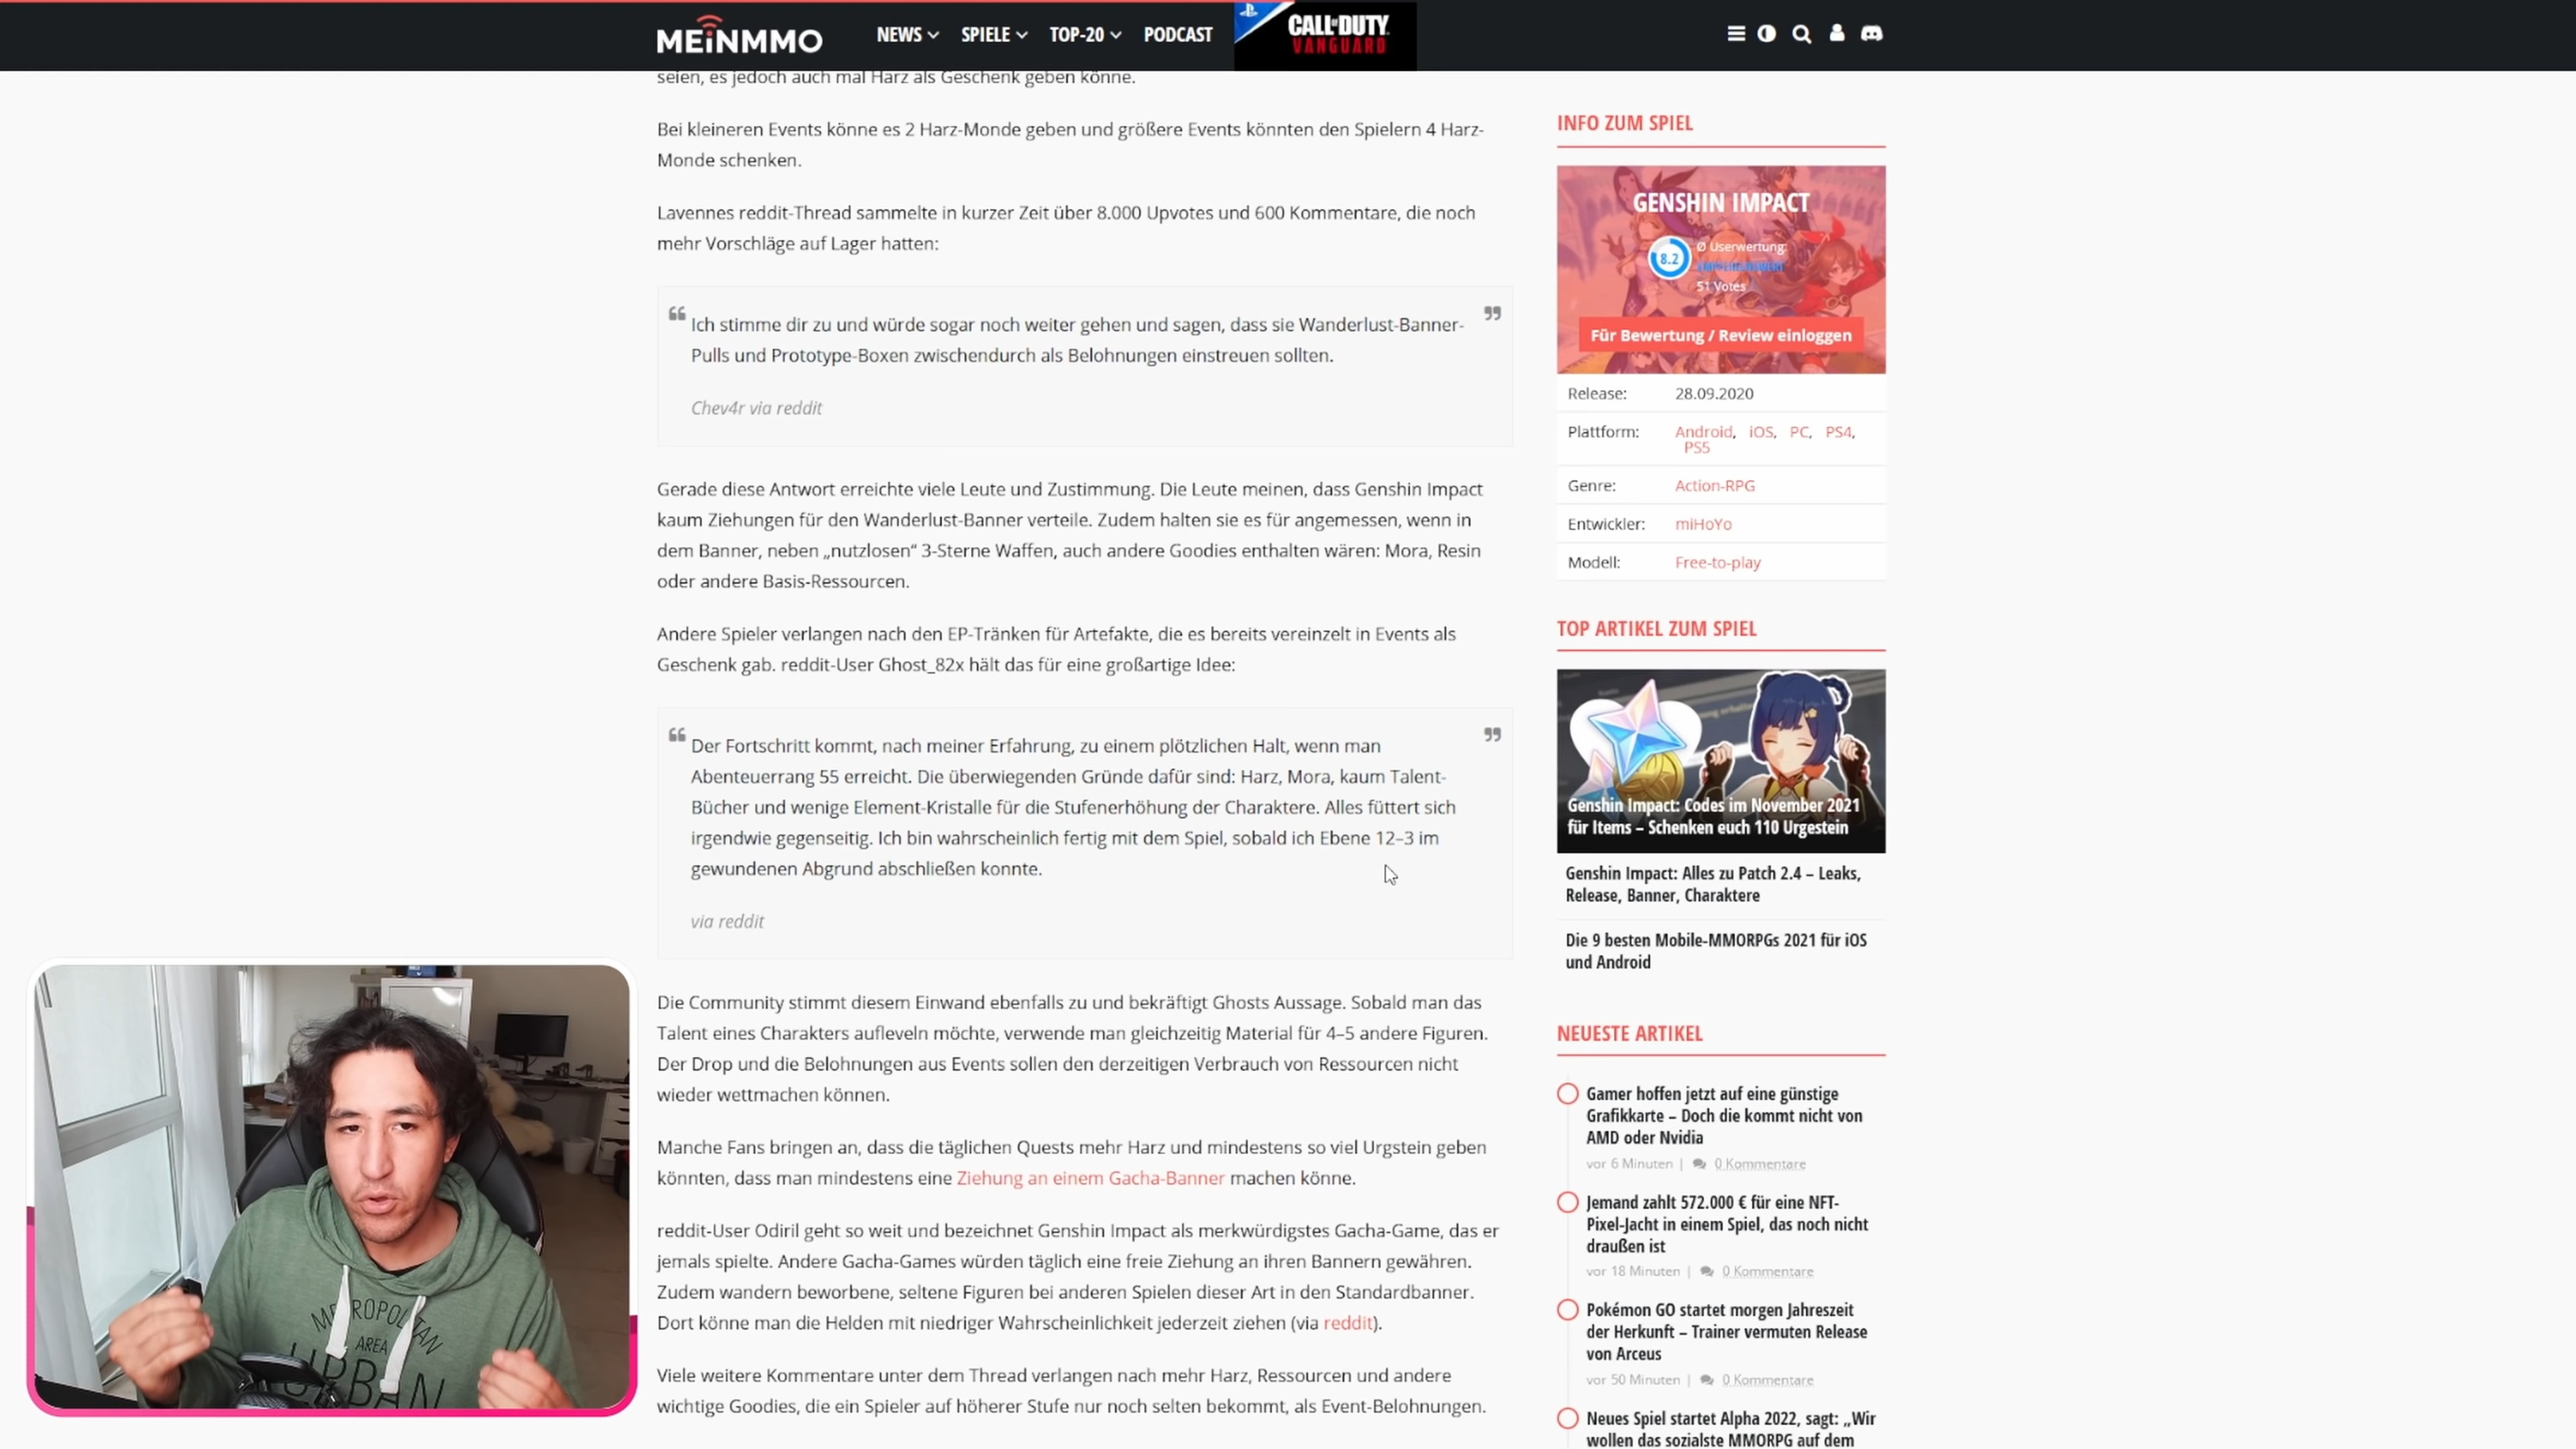 MEiNMMO
NEWS SPIELE TOP-20 PODCAST
CALL OF DUTY
VANGUARD
seien, es jedoch auch mal Harz als Geschenk geben könne.
Bei kleineren Events könne es 2 Harz-Monde geben und größere Events könnten den Spielern 4 Harz-
Monde schenken.
Lavennes reddit-Thread sammelte in kurzer Zeit über 8.000 Upvotes und 600 Kommentare, die noch
mehr Vorschläge auf Lager hatten:
Ich stimme dir zu und würde sogar noch weiter gehen und sagen, dass sie Wanderlust-Banner-
Pulls und Prototype-Boxen zwischendurch als Belohnungen einstreuen sollten.
Chev4r via reddit
Gerade diese Antwort erreichte viele Leute und Zustimmung. Die Leute meinen, dass Genshin Impact
kaum Ziehungen für den Wanderlust-Banner verteile. Zudem halten sie es für angemessen, wenn in
dem Banner, neben „nutzlosen“ 3-Sterne Waffen, auch andere Goodies enthalten wären: Mora, Resin
oder andere Basis-Ressourcen.
Andere Spieler verlangen nach den EP-Tränken für Artefakte, die es bereits vereinzelt in Events als
Geschenk gab. reddit-User Ghost_82x hält das für eine großartige Idee:
Der Fortschritt kommt, nach meiner Erfahrung, zu einem plötzlichen Halt, wenn man
Abenteuerrang 55 erreicht. Die überwiegenden Gründe dafür sind: Harz, Mora, kaum Talent-
Bücher und wenige Element-Kristalle für die Stufenerhöhung der Charaktere. Alles füttert sich
irgendwie gegenseitig. Ich bin wahrscheinlich fertig mit dem Spiel, sobald ich Ebene 12–3 im
gewundenen Abgrund abschließen konnte.
via reddit
Die Community stimmt diesem Einwand ebenfalls zu und bekräftigt Ghosts Aussage. Sobald man das
Talent eines Charakters aufleveln möchte, verwende man gleichzeitig Material für 4–5 andere Figuren.
Der Drop und die Belohnungen aus Events sollen den derzeitigen Verbrauch von Ressourcen nicht
wieder wettmachen können.
Manche Fans bringen an, dass die täglichen Quests mehr Harz und mindestens so viel Urgstein geben
könnten, dass man mindestens eine Ziehung an einem Gacha-Banner machen könne.
reddit-User Odiril geht so weit und bezeichnet Genshin Impact als merkwürdigstes Gacha-Game, das er
jemals spielte. Andere Gacha-Games würden täglich eine freie Ziehung an ihren Bannern gewähren.
Zudem wandern beworbene, seltene Figuren bei anderen Spielen dieser Art in den Standardbanner.
Dort könne man die Helden mit niedriger Wahrscheinlichkeit jederzeit ziehen (via reddit).
Viele weitere Kommentare unter dem Thread verlangen nach mehr Harz, Ressourcen und andere
wichtige Goodies, die ein Spieler auf höherer Stufe nur noch selten bekommt, als Event-Belohnungen.
INFO ZUM SPIEL
GENSHIN IMPACT
8.2
Ø Userwertung:
51 Votes
Für Bewertung / Review einloggen
Release: 28.09.2020
Plattform: Android, iOS, PC, PS4,
PS5
Genre: Action-RPG
Entwickler: miHoYo
Modell: Free-to-play
TOP ARTIKEL ZUM SPIEL
Genshin Impact: Codes im November 2021
für Items – Schenken euch 110 Urgestein
Genshin Impact: Alles zu Patch 2.4 – Leaks,
Release, Banner, Charaktere
Die 9 besten Mobile-MMORPGs 2021 für iOS
und Android
NEUESTE ARTIKEL
Gamer hoffen jetzt auf eine günstige
Grafikkarte – Doch die kommt nicht von
AMD oder Nvidia
vor 6 Minuten | 0 Kommentare
Jemand zahlt 572.000 € für eine NFT-
Pixel-Jacht in einem Spiel, das noch nicht
draußen ist
vor 18 Minuten | 0 Kommentare
Pokémon GO startet morgen Jahreszeit
der Herkunft – Trainer vermuten Release
von Arceus
vor 50 Minuten | 0 Kommentare
Neues Spiel startet Alpha 2022, sagt: „Wir
wollen das sozialste MMORPG auf dem
METROPOLITAN
AREA
URBAN